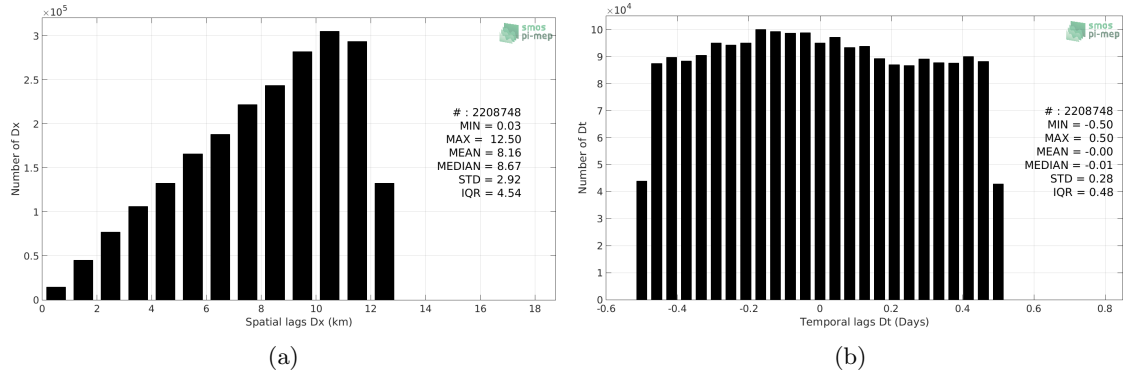 ×10^5
3
2.5
2
1.5
1
0.5
0
Number of Dx
0 2 4 6 8 10 12 14 16 18
Spatial lags Dx (km)
smos
pi-mep
# : 2208748
MIN = 0.03
MAX = 12.50
MEAN = 8.16
MEDIAN = 8.67
STD = 2.92
IQR = 4.54
(a)
×10^4
10
9
8
7
6
5
4
3
2
1
0
Number of Dt
-0.6 -0.4 -0.2 0 0.2 0.4 0.6 0.8
Temporal lags Dt (Days)
smos
pi-mep
# : 2208748
MIN = -0.50
MAX = 0.50
MEAN = -0.00
MEDIAN = -0.01
STD = 0.28
IQR = 0.48
(b)